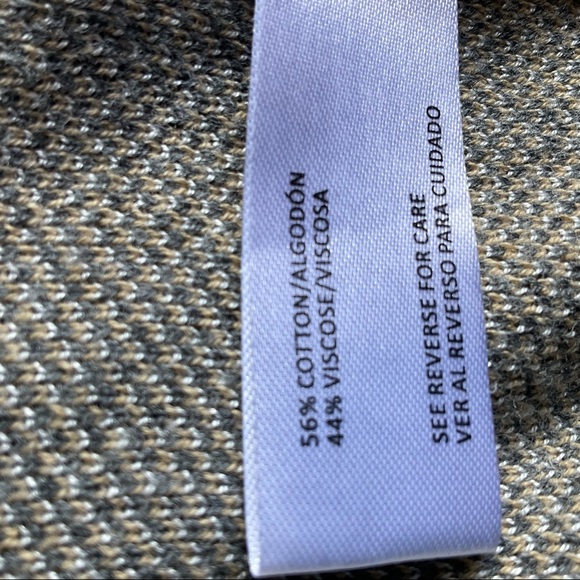 56% COTTON/ALGODÓN
44% VISCOSE/VISCOSA
SEE REVERSE FOR CARE
VER AL REVERSO PARA CUIDADO